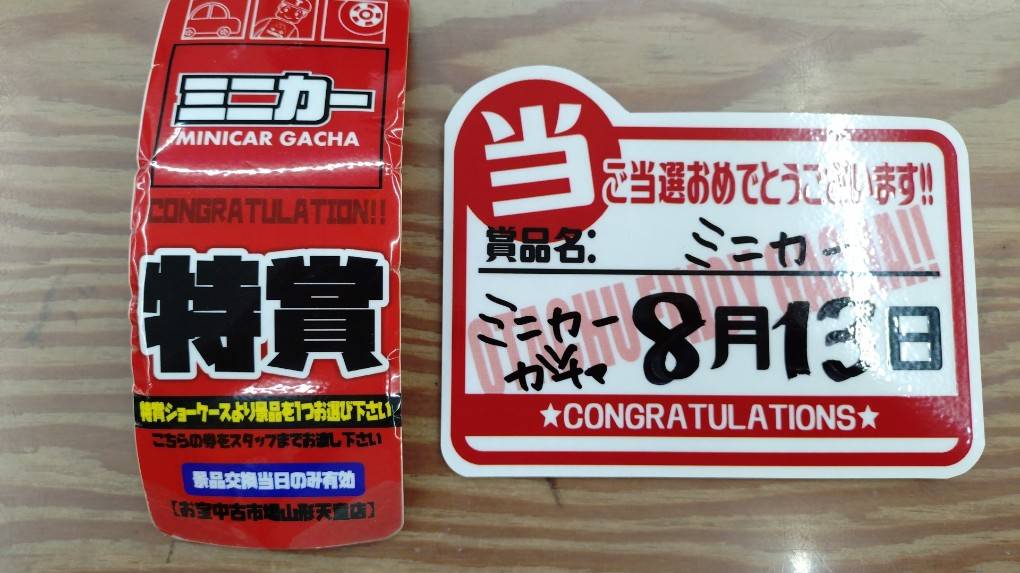 ミニカー
MINICAR GACHA
CONGRATULATION!!
特賞
特賞ショーケースより景品を1つお選び下さい
こちらの券をスタッフまでお渡し下さい
景品交換当日のみ有効
【お宝中古市場山形天童店】
当
ご当選おめでとうございます!!
賞品名: ミニカー
ミニカー
ガチャ
8月13日
★CONGRATULATIONS★